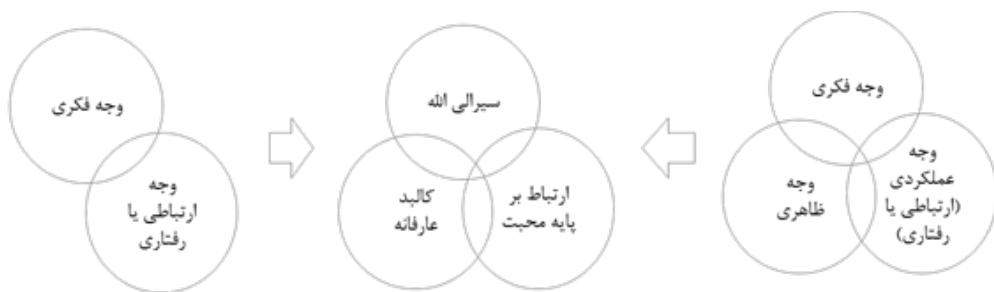 وجه فکری
وجه
عملکردی
(ارتباطی یا
رفتاری)
وجه
ظاهری
سیرالی الله
ارتباط بر
پایه محبت
کالبد
عارفانه
وجه فکری
وجه
ارتباطی یا
رفتاری